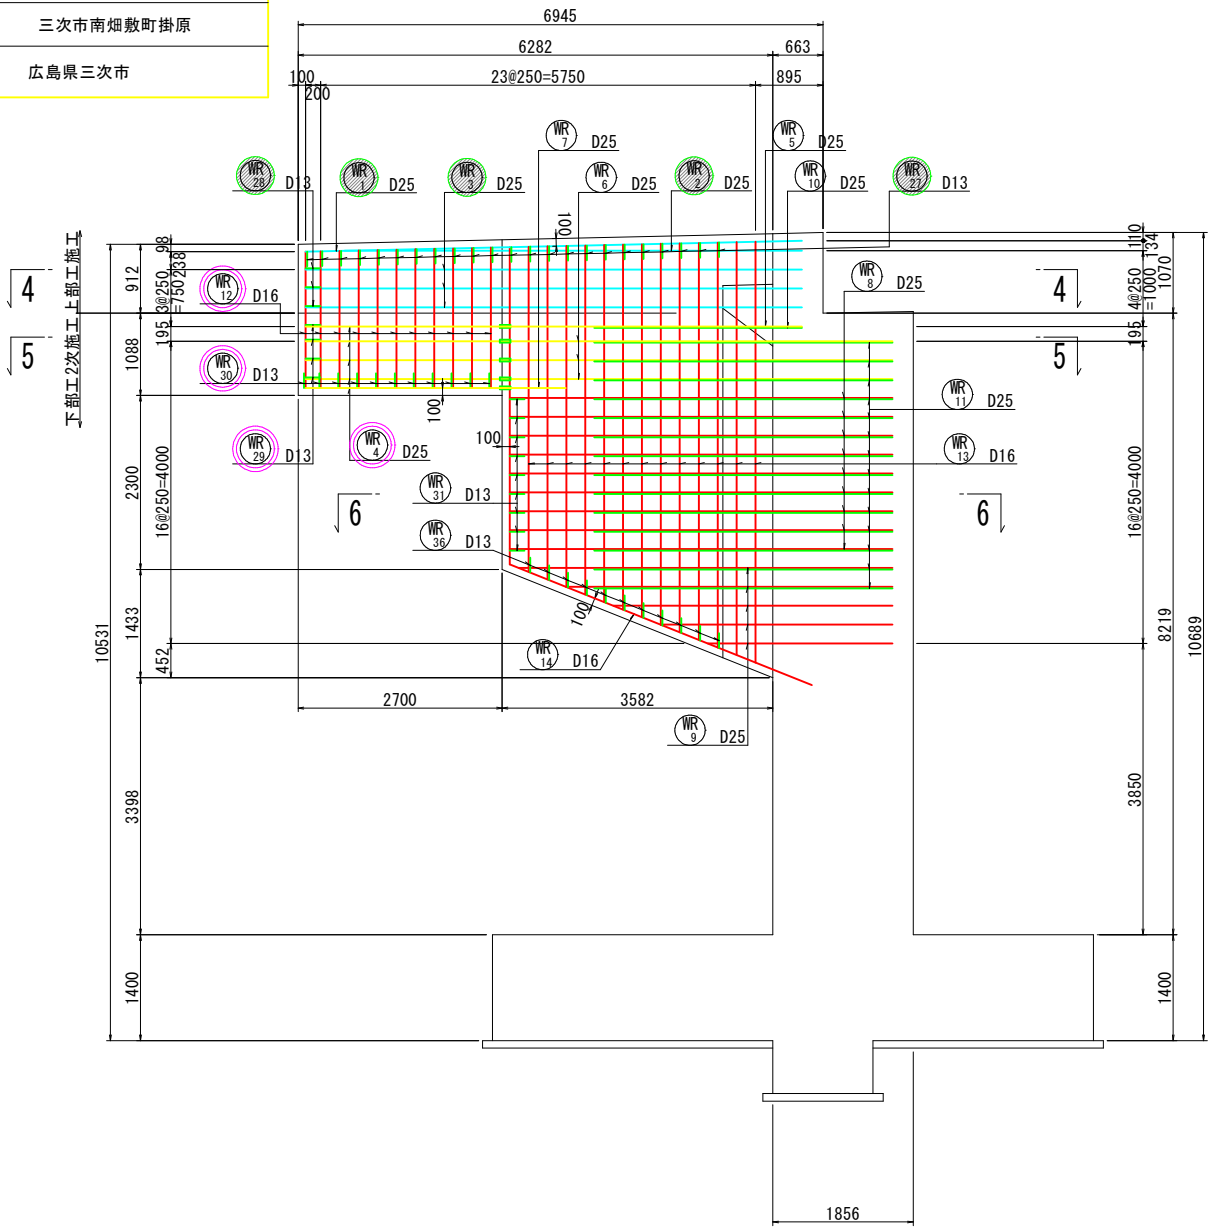 三次市南畑敷町掛原
広島県三次市
6945
6282
663
100
200
23@250=5750
895
WR
7
D25
WR
5
D25
WR
28
D13
WR
1
D25
WR
3
D25
WR
6
D25
WR
2
D25
WR
10
D25
WR
27
D13
100
下部工2次施工
上部工施工
98
238
912
3@250
=750
195
1088
4
4
5
5
WR
12
D16
WR
8
D25
110
134
1070
4@250
=1000
195
WR
30
D13
100
WR
11
D25
WR
29
D13
WR
4
D25
100
WR
13
D16
2300
16@250=4000
16@250=4000
WR
31
D13
6
6
WR
36
D13
100
1433
452
10531
8219
10689
WR
14
D16
2700
3582
WR
9
D25
3398
3850
1400
1400
1856